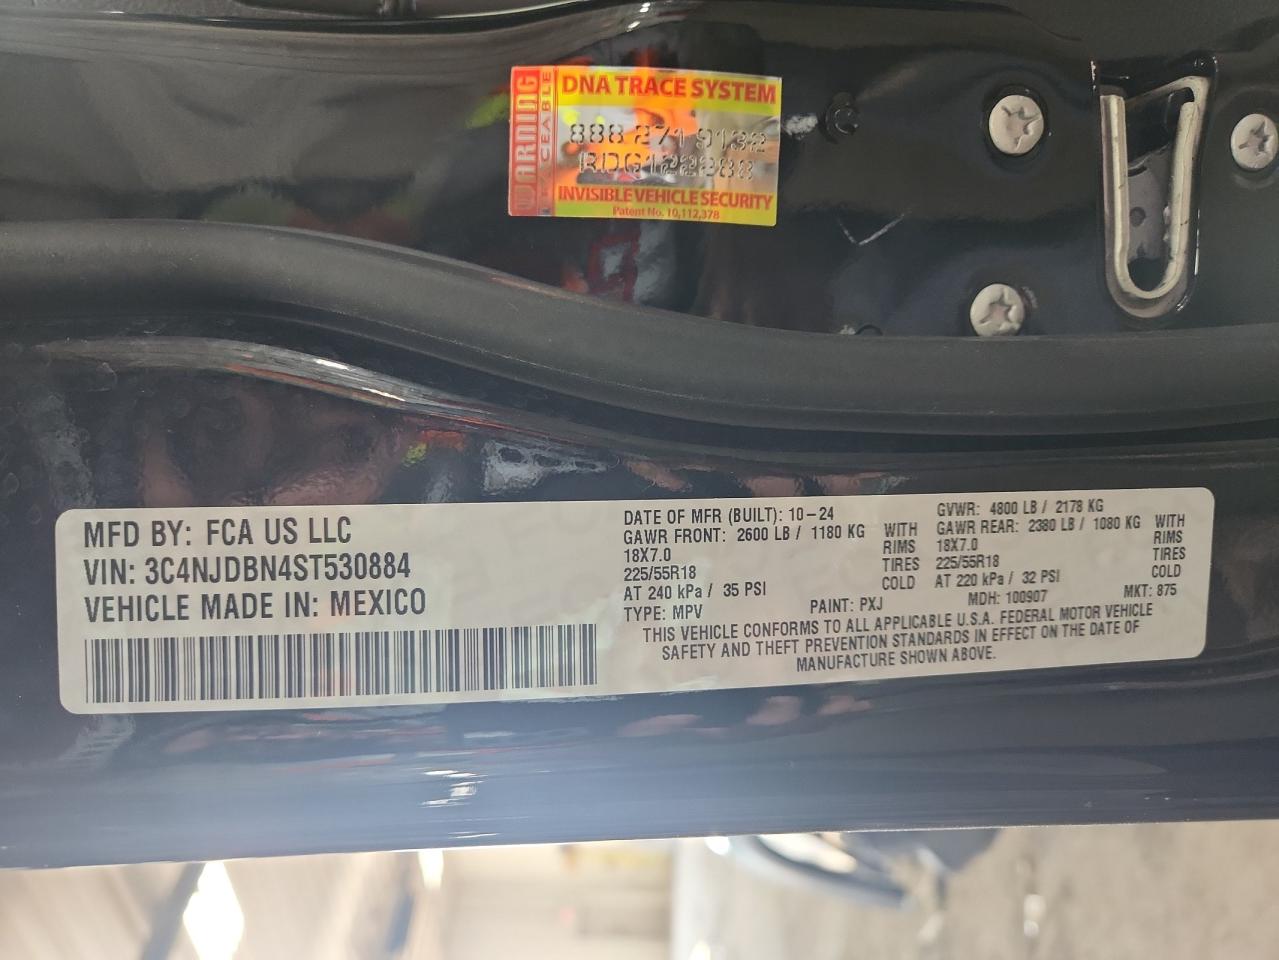 WARNING
TRACEABLE
DNA TRACE SYSTEM
888 271 9132
RDG122288
INVISIBLE VEHICLE SECURITY
Patent No. 10,112,378
MFD BY: FCA US LLC
VIN: 3C4NJDBN4ST530884
VEHICLE MADE IN: MEXICO
DATE OF MFR (BUILT): 10-24
GAWR FRONT: 2600 LB / 1180 KG WITH
18X7.0 RIMS
225/55R18 TIRES
AT 240 kPa / 35 PSI COLD
GVWR: 4800 LB / 2178 KG
GAWR REAR: 2380 LB / 1080 KG WITH
18X7.0 RIMS
225/55R18 TIRES
AT 220 kPa / 32 PSI COLD
TYPE: MPV PAINT: PXJ MDH: 100907 MKT: 875
THIS VEHICLE CONFORMS TO ALL APPLICABLE U.S.A. FEDERAL MOTOR VEHICLE
SAFETY AND THEFT PREVENTION STANDARDS IN EFFECT ON THE DATE OF
MANUFACTURE SHOWN ABOVE.